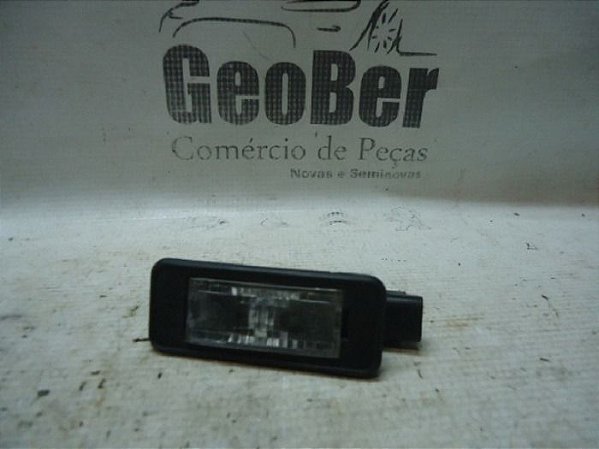 GeoBer
Comércio de Peças
Novas e Seminovas